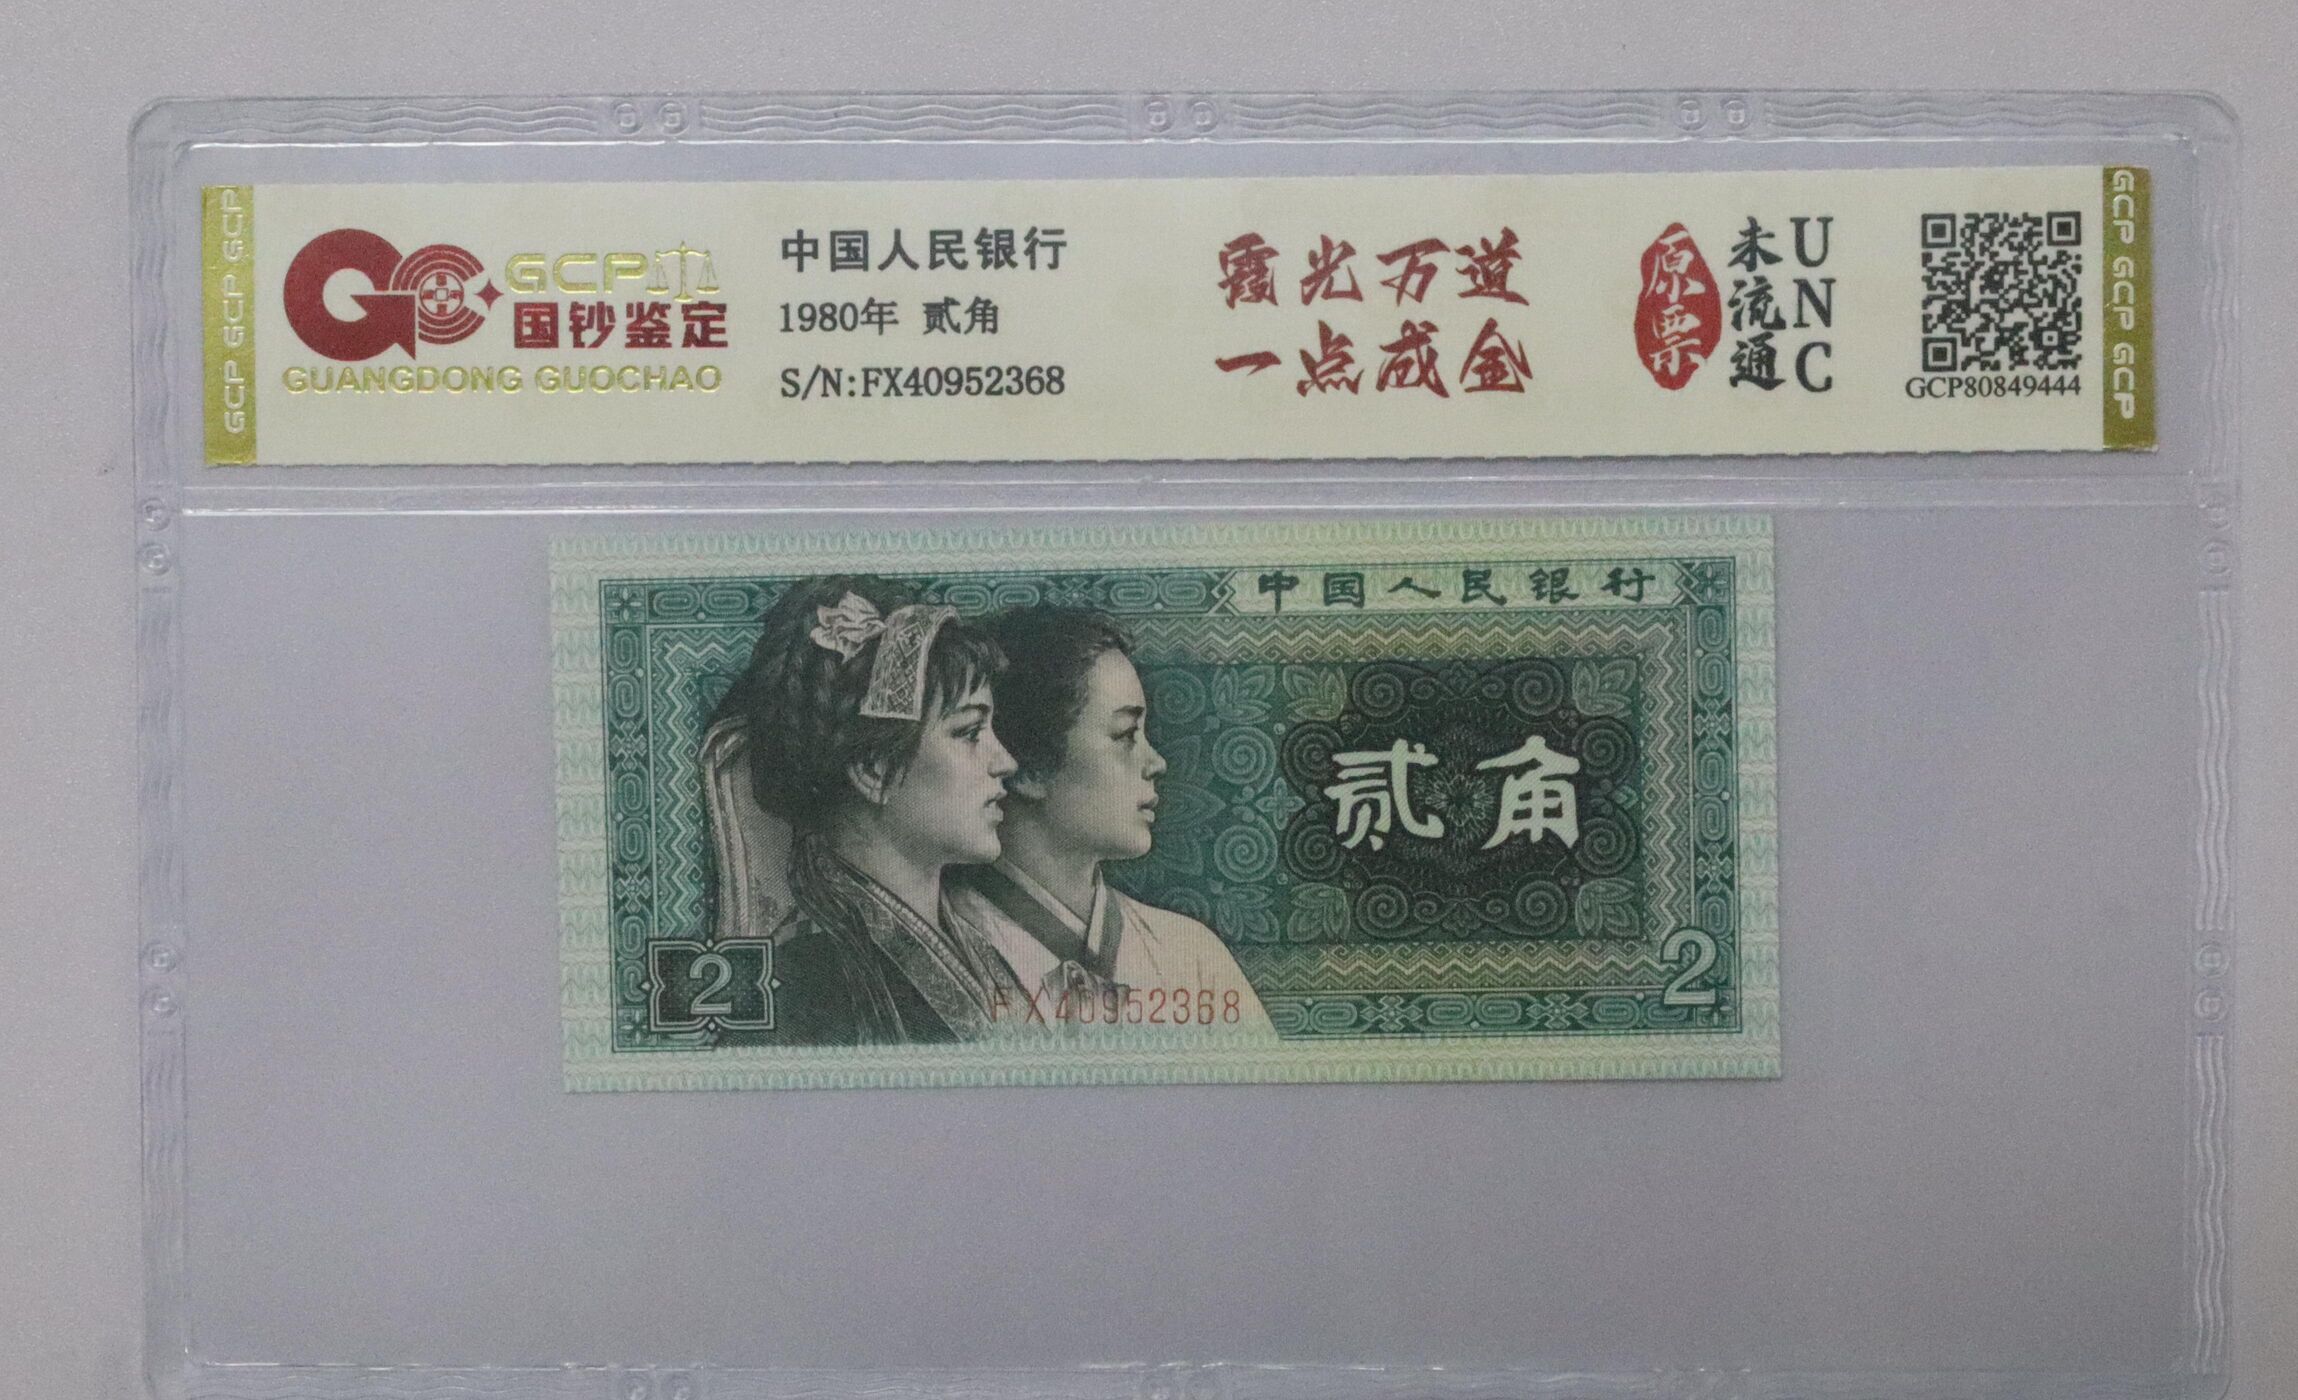 GCP GCP GCP
GCP
国钞鉴定
GUANGDONG GUOCHAO
中国人民银行
1980年 贰角
S/N:FX40952368
霞光万道
一点成金
原票
未流通
UNC
GCP80849444
GCP GCP GCP
中国人民银行
贰角
2
FX40952368
2